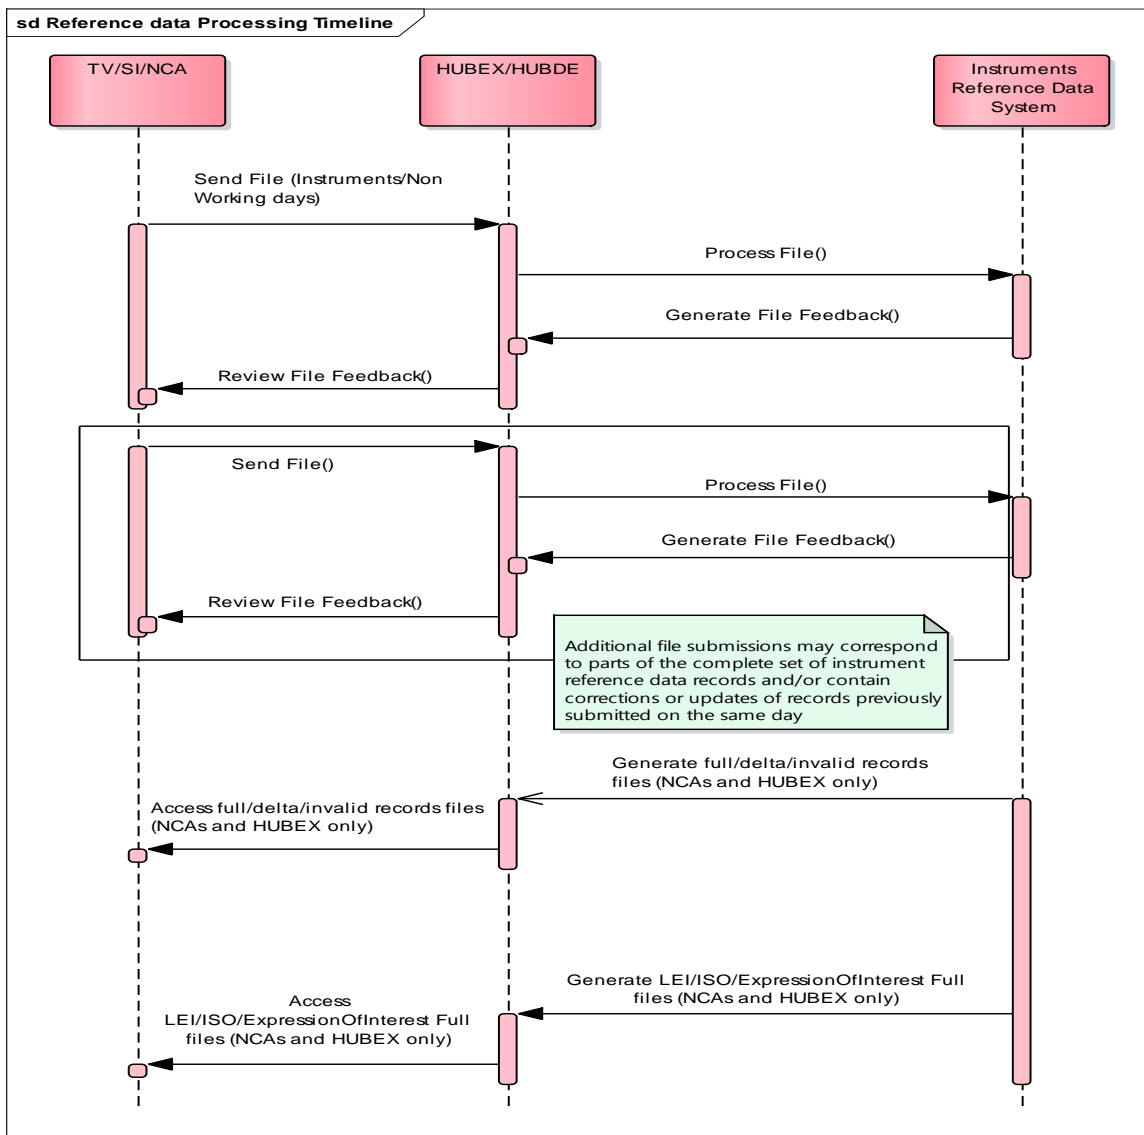 sd Reference data Processing Timeline
TV/SI/NCA
HUBEX/HUBDE
Instruments
Reference Data
System
Send File (Instruments/Non
Working days)
Process File()
Generate File Feedback()
Review File Feedback()
Send File()
Process File()
Generate File Feedback()
Review File Feedback()
Additional file submissions may correspond
to parts of the complete set of instrument
reference data records and/or contain
corrections or updates of records previously
submitted on the same day
Generate full/delta/invalid records
files (NCAs and HUBEX only)
Access full/delta/invalid records files
(NCAs and HUBEX only)
Generate LEI/ISO/ExpressionOfInterest Full
files (NCAs and HUBEX only)
Access
LEI/ISO/ExpressionOfInterest Full
files (NCAs and HUBEX only)